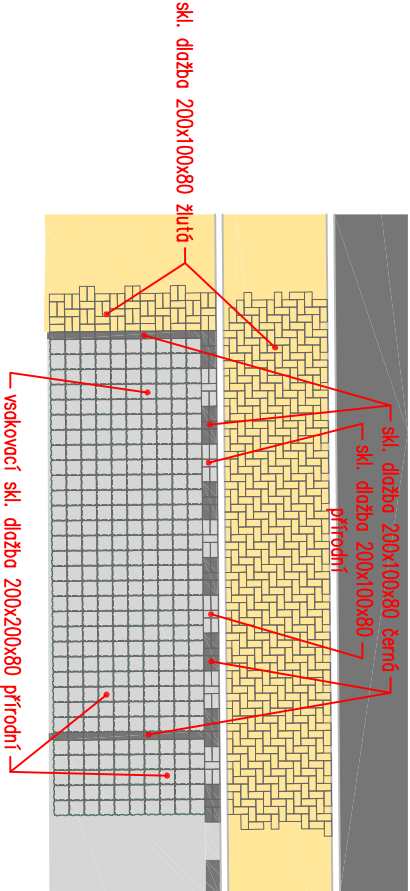 skl. dlažba 200x100x80 žlutá
skl. dlažba 200x100x80 černá
skl. dlažba 200x100x80
přírodní
vsakovací skl. dlažba 200x200x80 přírodní